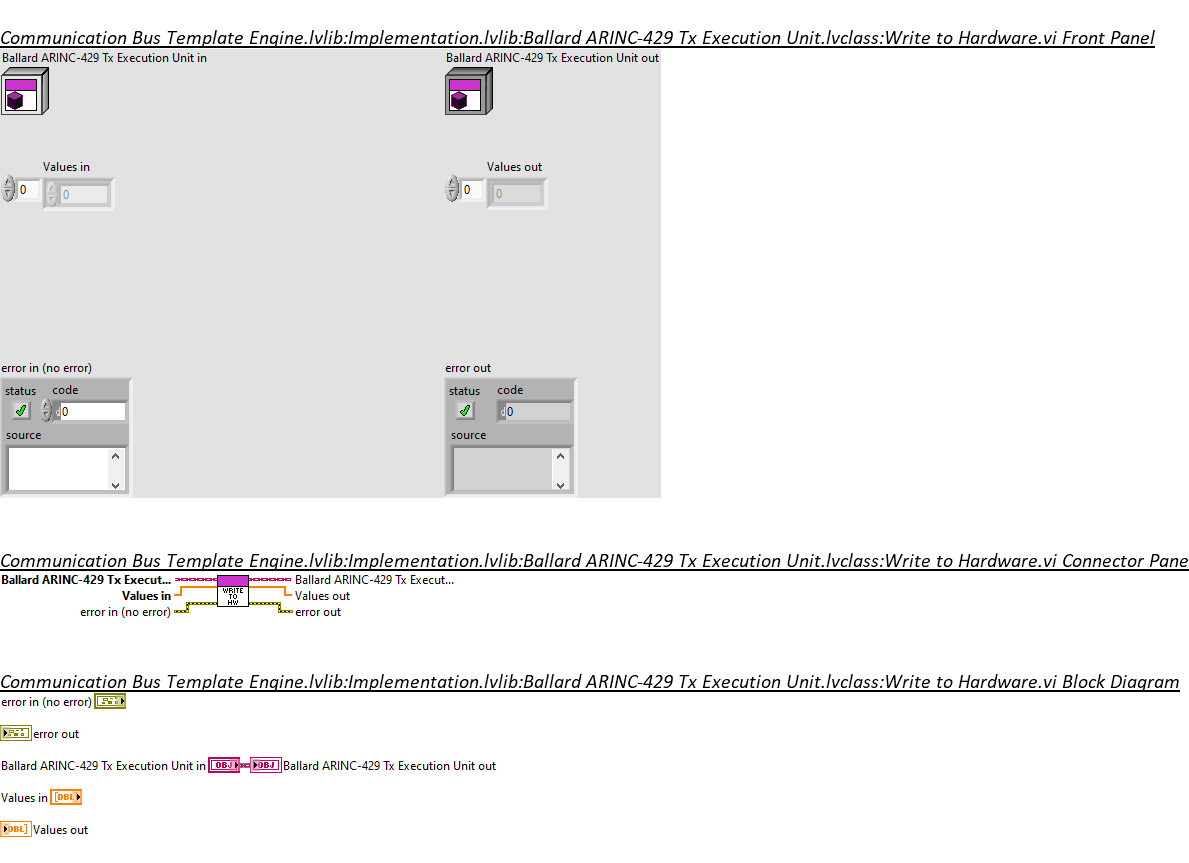 Communication Bus Template Engine.lvlib:Implementation.lvlib:Ballard ARINC-429 Tx Execution Unit.lvclass:Write to Hardware.vi Front Panel
Ballard ARINC-429 Tx Execution Unit in
Ballard ARINC-429 Tx Execution Unit out
Values in
Values out
0
0
0
0
error in (no error)
error out
status
code
status
code
d
0
d
0
source
source
Communication Bus Template Engine.lvlib:Implementation.lvlib:Ballard ARINC-429 Tx Execution Unit.lvclass:Write to Hardware.vi Connector Pane
Ballard ARINC-429 Tx Execut...
Ballard ARINC-429 Tx Execut...
WRITE
TO
HW
Values in
Values out
error in (no error)
error out
Communication Bus Template Engine.lvlib:Implementation.lvlib:Ballard ARINC-429 Tx Execution Unit.lvclass:Write to Hardware.vi Block Diagram
error in (no error)
error out
Ballard ARINC-429 Tx Execution Unit in
OBJ
OBJ
Ballard ARINC-429 Tx Execution Unit out
Values in
[DBL]
[DBL]
Values out